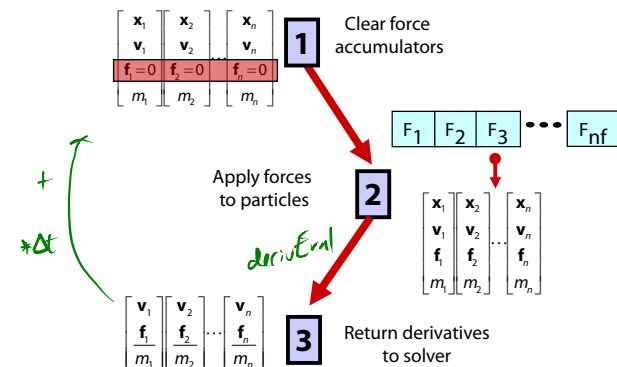 x₁ x₂ xₙ
v₁ v₂ ... vₙ
f₁ = 0 f₂ = 0 fₙ = 0
m₁ m₂ mₙ
1
Clear force
accumulators
F₁ F₂ F₃ •••• Fnf
Apply forces
to particles
2
x₁ x₂ xₙ
v₁ v₂ ... vₙ
f₁ f₂ fₙ
m₁ m₂ mₙ
+
*Δt
derivEval
v₁ v₂ ... vₙ
f₁ f₂ fₙ
m₁ m₂ mₙ
3
Return derivatives
to solver